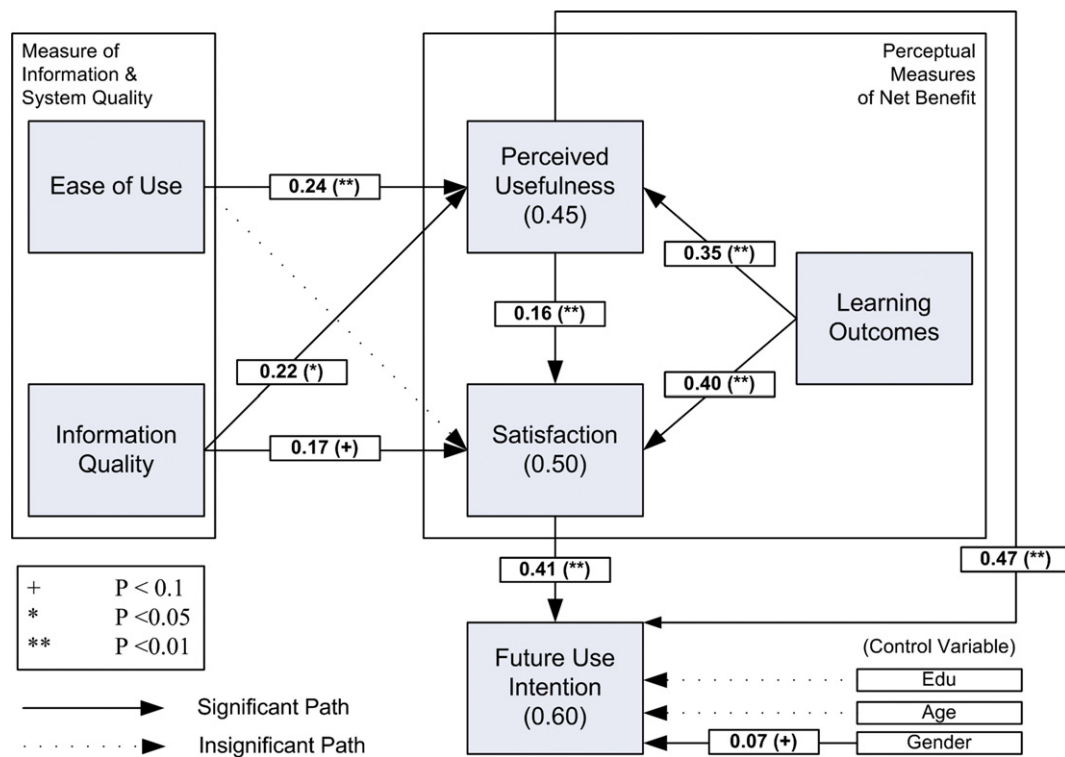 Measure of
Information &
System Quality
Ease of Use
Information
Quality
Perceptual
Measures
of Net Benefit
Perceived
Usefulness
(0.45)
Satisfaction
(0.50)
Learning
Outcomes
0.24 (**)
0.22 (*)
0.17 (+)
0.16 (**)
0.35 (**)
0.40 (**)
0.41 (**)
0.47 (**)
Future Use
Intention
(0.60)
(Control Variable)
Edu
Age
Gender
0.07 (+)
+ P < 0.1
* P <0.05
** P <0.01
Significant Path
Insignificant Path